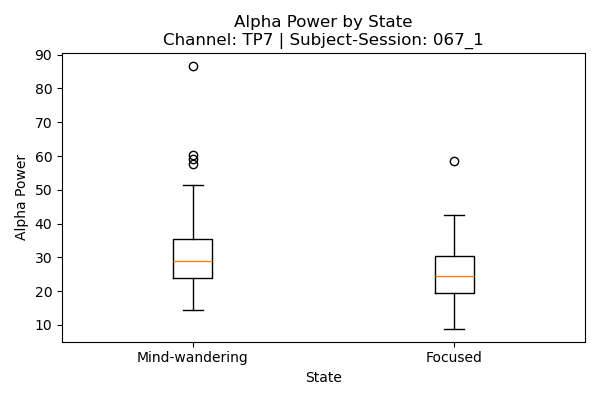 Alpha Power by State
Channel: TP7 | Subject-Session: 067_1
90
80
70
60
50
40
30
20
10
Alpha Power
Mind-wandering
Focused
State